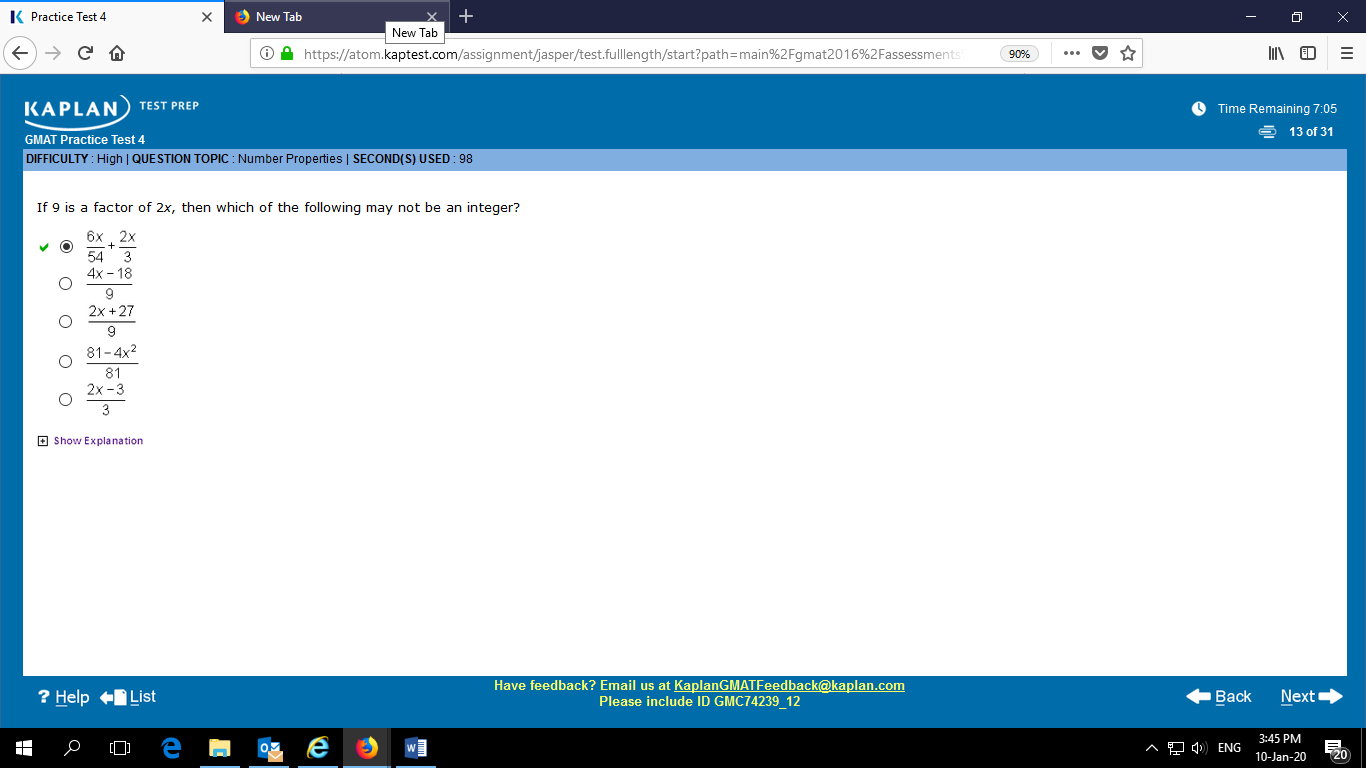 Practice Test 4
New Tab
New Tab
https://atom.kaptest.com/assignment/jasper/test.fulllength/start?path=main%2Fgmat2016%2Fassessments
90%
KAPLAN TEST PREP
GMAT Practice Test 4
Time Remaining 7:05
13 of 31
DIFFICULTY : High | QUESTION TOPIC : Number Properties | SECOND(S) USED : 98
If 9 is a factor of 2x, then which of the following may not be an integer?
6x/54 + 2x/3
4x – 18
9
2x + 27
9
81 – 4x²
81
2x – 3
3
Show Explanation
? Help
List
Have feedback? Email us at KaplanGMATFeedback@kaplan.com
Please include ID GMC74239_12
Back
Next
ENG
3:45 PM
10-Jan-20
20